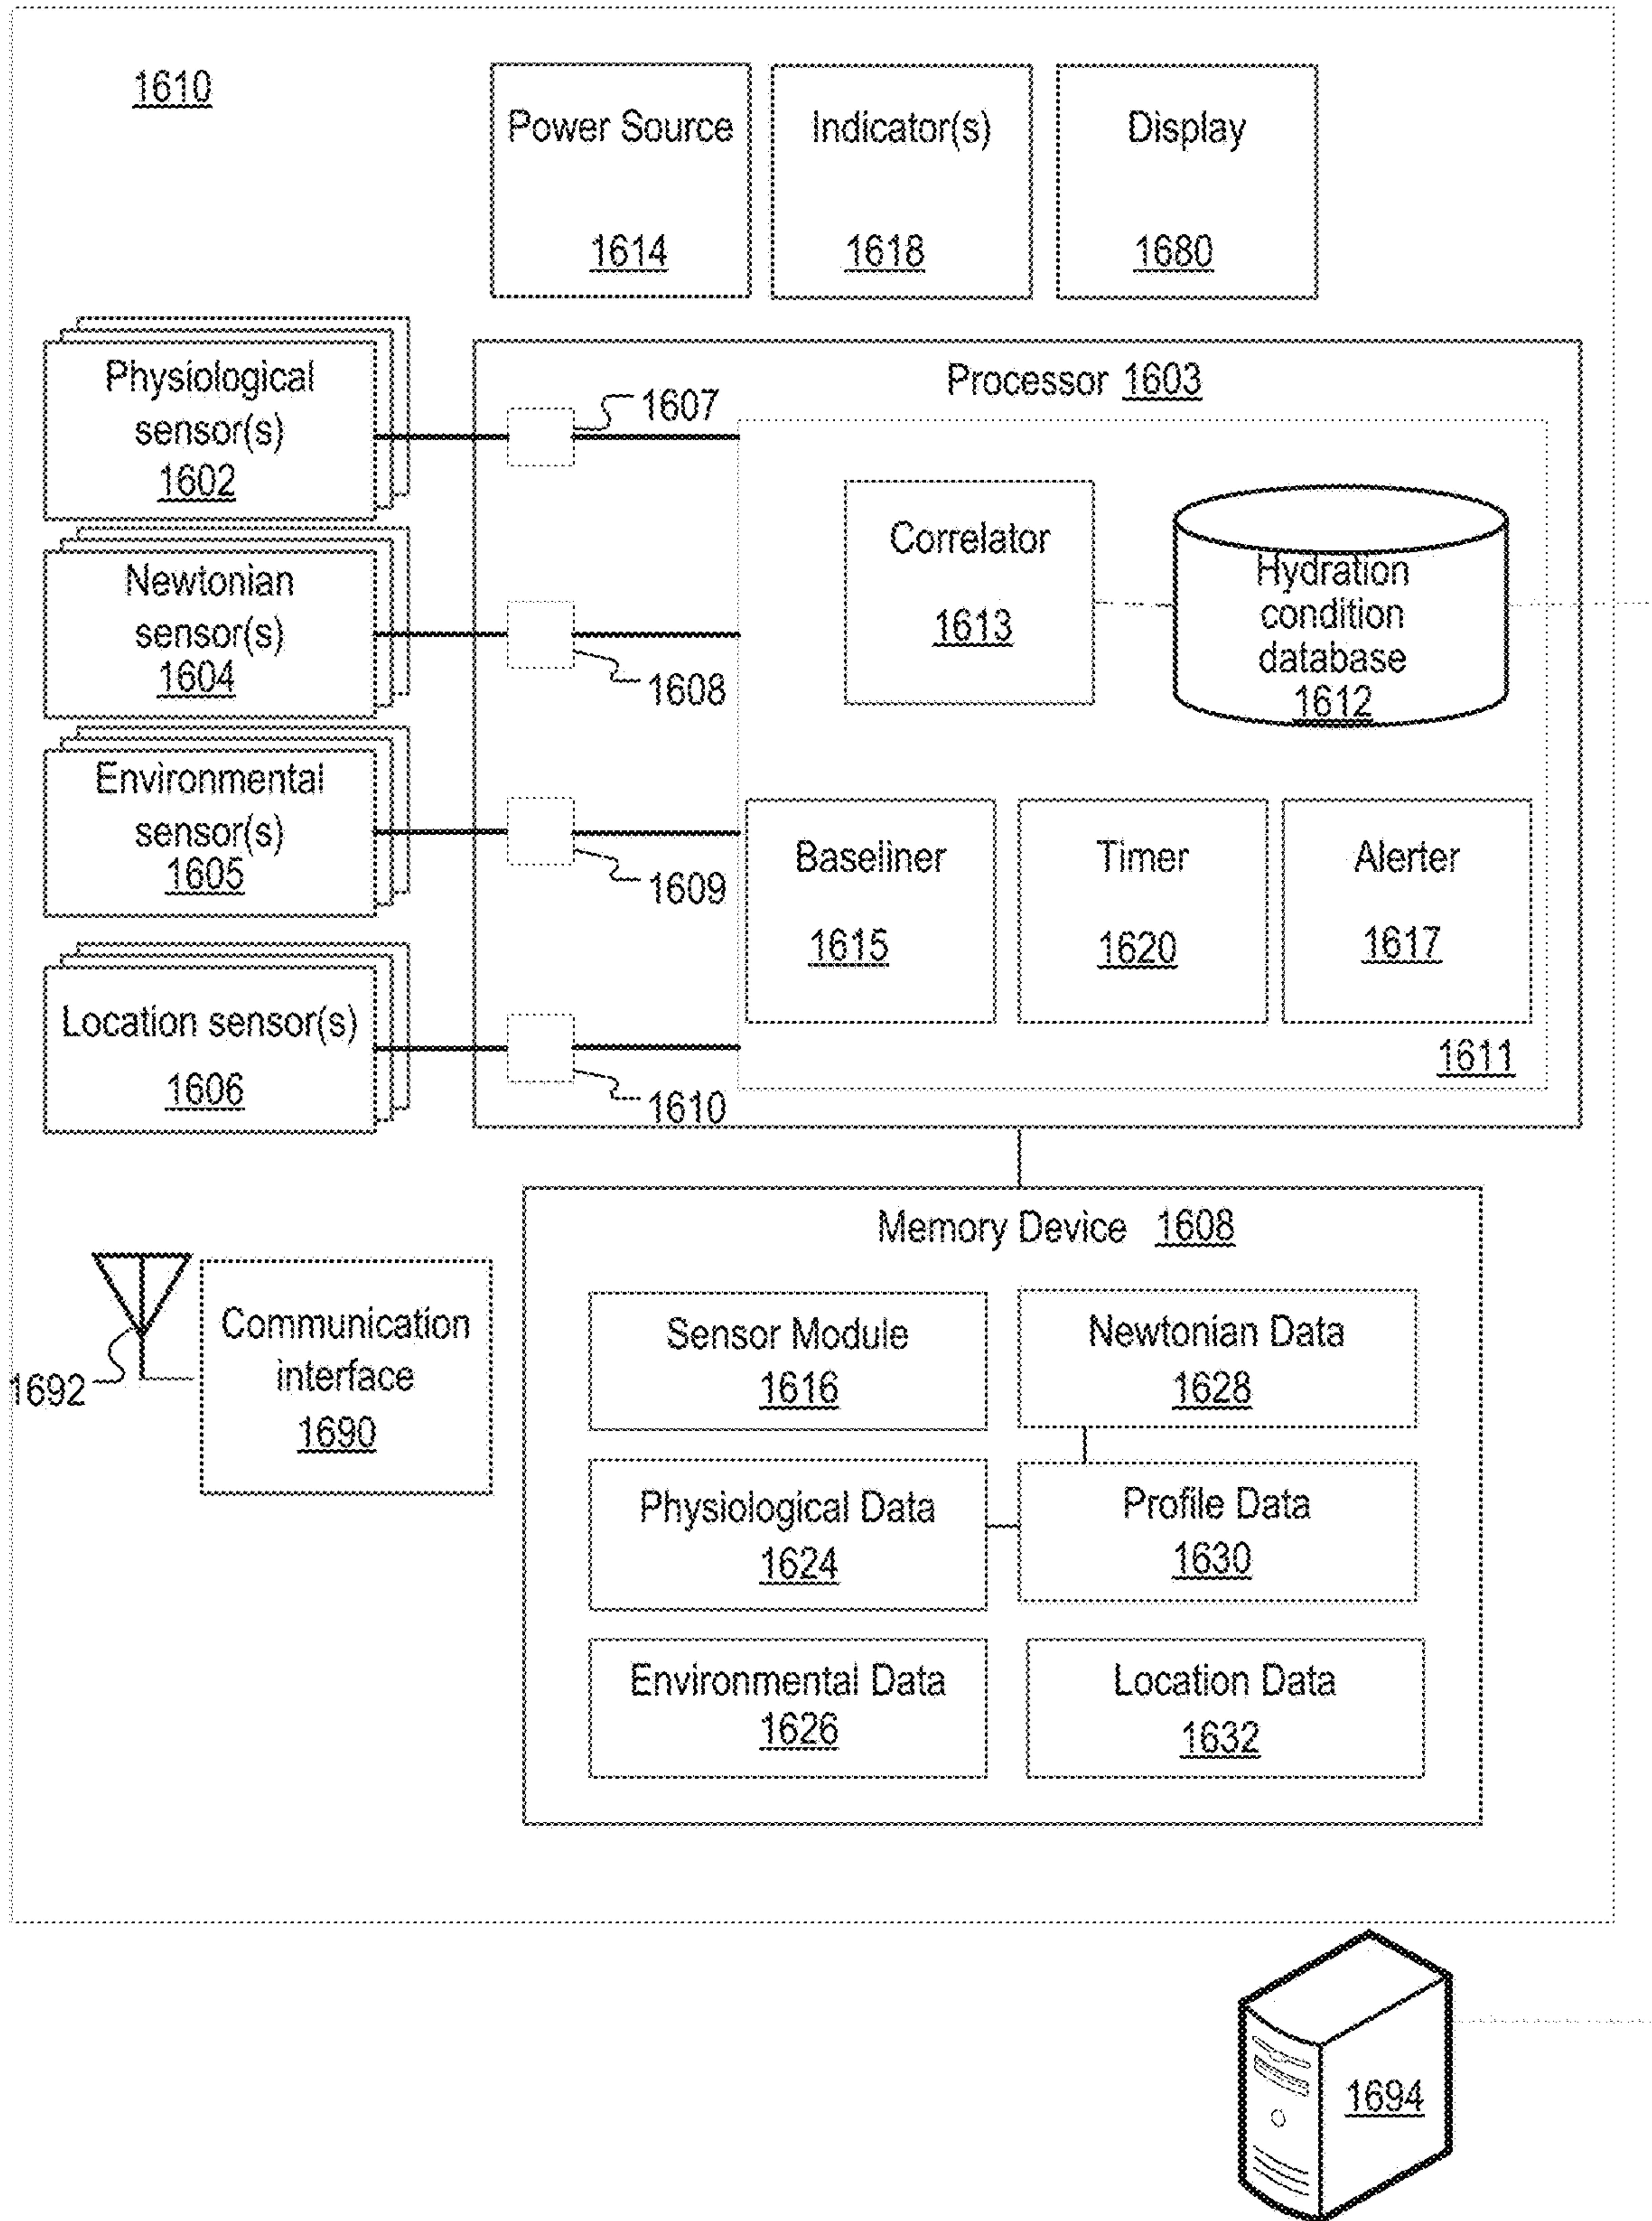 1610
Power Source
1614
Indicator(s)
1618
Display
1680
Physiological
sensor(s)
1602
Newtonian
sensor(s)
1604
Environmental
sensor(s)
1605
Location sensor(s)
1606
Processor 1603
1607
1608
1609
1610
Correlator
1613
Hydration
condition
database
1612
Baseliner
1615
Timer
1620
Alerter
1617
1611
Memory Device 1608
Sensor Module
1616
Newtonian Data
1628
Physiological Data
1624
Profile Data
1630
Environmental Data
1626
Location Data
1632
1692
Communication
interface
1690
1694